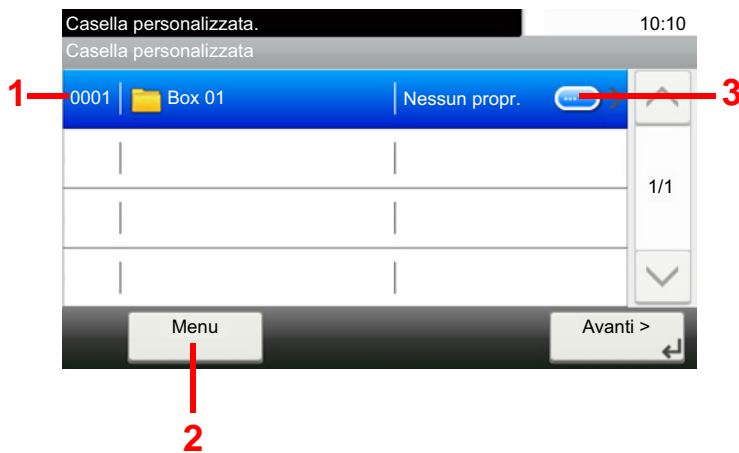 Casella personalizzata. 10:10
Casella personalizzata
1 0001 Box 01 Nessun propr. ... 3
1/1
Menu Avanti >
2